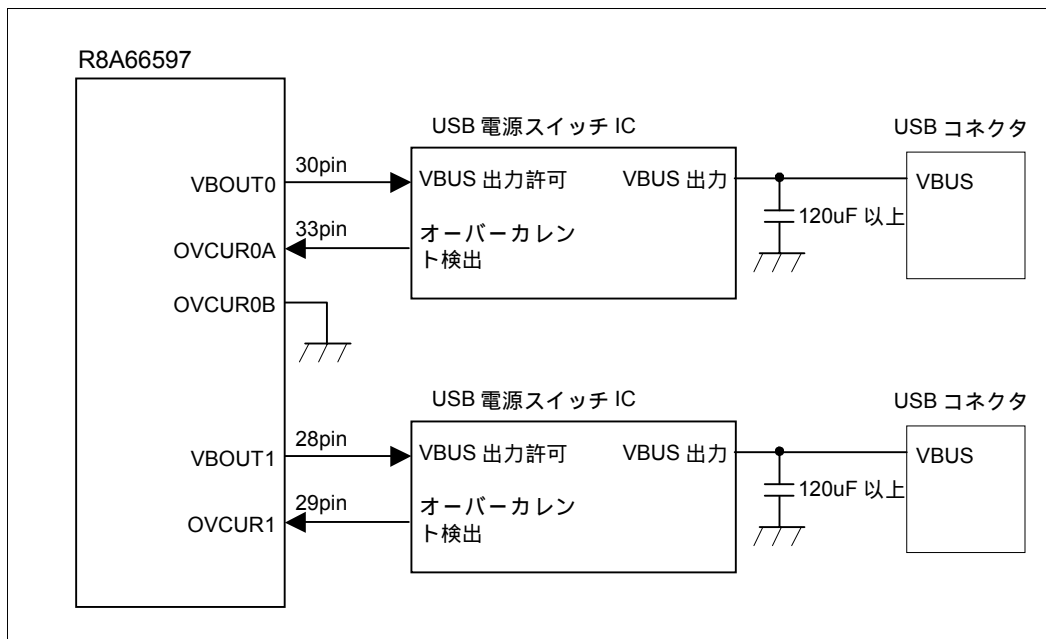 R8A66597
USB 電源スイッチ IC
USB コネクタ
VBOUT0
30pin
VBUS 出力許可
VBUS 出力
VBUS
OVCUR0A
33pin
オーバーカレン
ト検出
120uF 以上
OVCUR0B
USB 電源スイッチ IC
USB コネクタ
VBOUT1
28pin
VBUS 出力許可
VBUS 出力
VBUS
OVCUR1
29pin
オーバーカレン
ト検出
120uF 以上